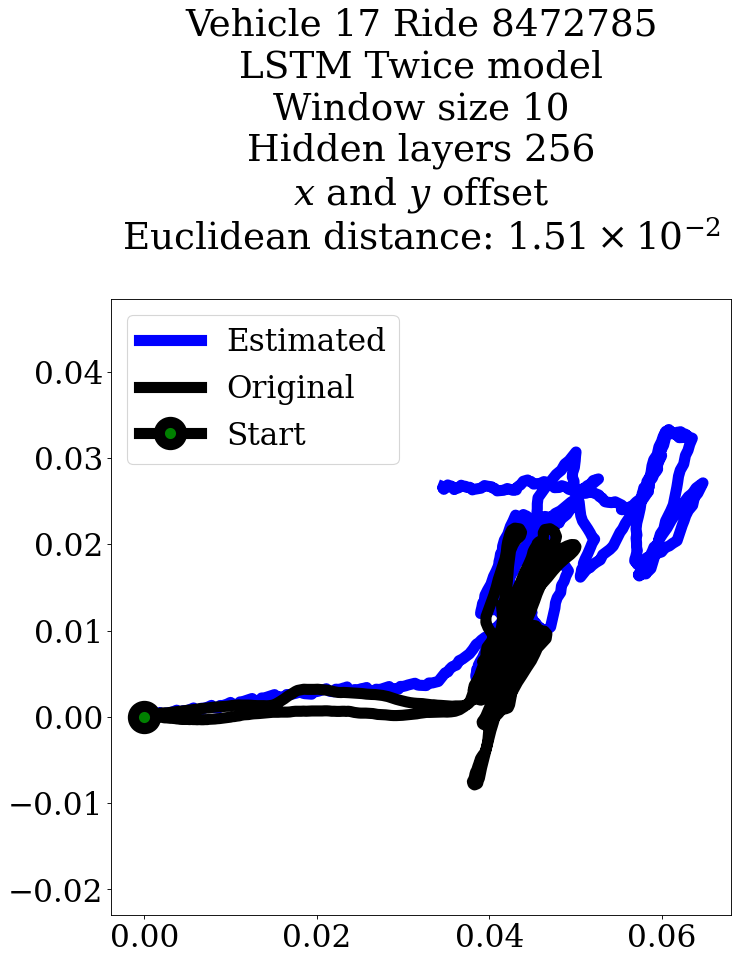 Vehicle 17 Ride 8472785
LSTM Twice model
Window size 10
Hidden layers 256
x and y offset
Euclidean distance: 1.51 × 10⁻²
Estimated
Original
Start
0.04
0.03
0.02
0.01
0.00
−0.01
−0.02
0.00 0.02 0.04 0.06